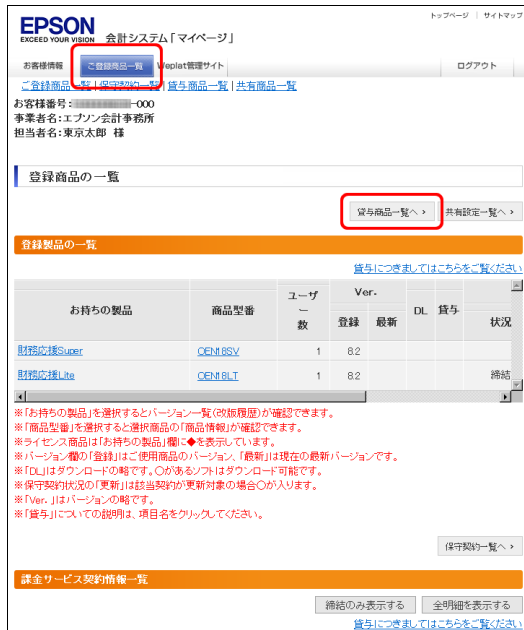 トップページ | サイトマップ
EPSON
EXCEED YOUR VISION 会計システム「マイページ」
お客様情報 ご登録商品一覧 Weplat管理サイト ログアウト
ご登録商品一覧 | 保守契約一覧 | 貸与商品一覧 | 共有商品一覧
お客様番号: -000
事業者名:エプソン会計事務所
担当者名:東京太郎 様
登録商品の一覧
貸与商品一覧へ › 共有設定一覧へ ›
登録製品の一覧
貸与につきましてはこちらをご覧ください
お持ちの製品 商品型番 ユーザー数 Ver. 登録 最新 DL 貸与 状況
財務応援Super OEN18SV 1 8.2
財務応援Lite OEN18LT 1 8.2 締結
※「お持ちの製品」を選択するとバージョン一覧(改版履歴)が確認できます。
※「商品型番」を選択すると選択商品の「商品情報」が確認できます。
※ライセンス商品は「お持ちの製品」欄に◆を表示しています。
※バージョン欄の「登録」はご使用商品のバージョン、「最新」は現在の最新バージョンです。
※「DL」はダウンロードの略です。○があるソフトはダウンロード可能です。
※保守契約状況の「更新」は該当契約が更新対象の場合○が入ります。
※「Ver. 」はバージョンの略です。
※「貸与」についての説明は、項目名をクリックしてください。
保守契約一覧へ ›
課金サービス契約情報一覧
締結のみ表示する 全明細を表示する
貸与につきましてはこちらをご覧ください